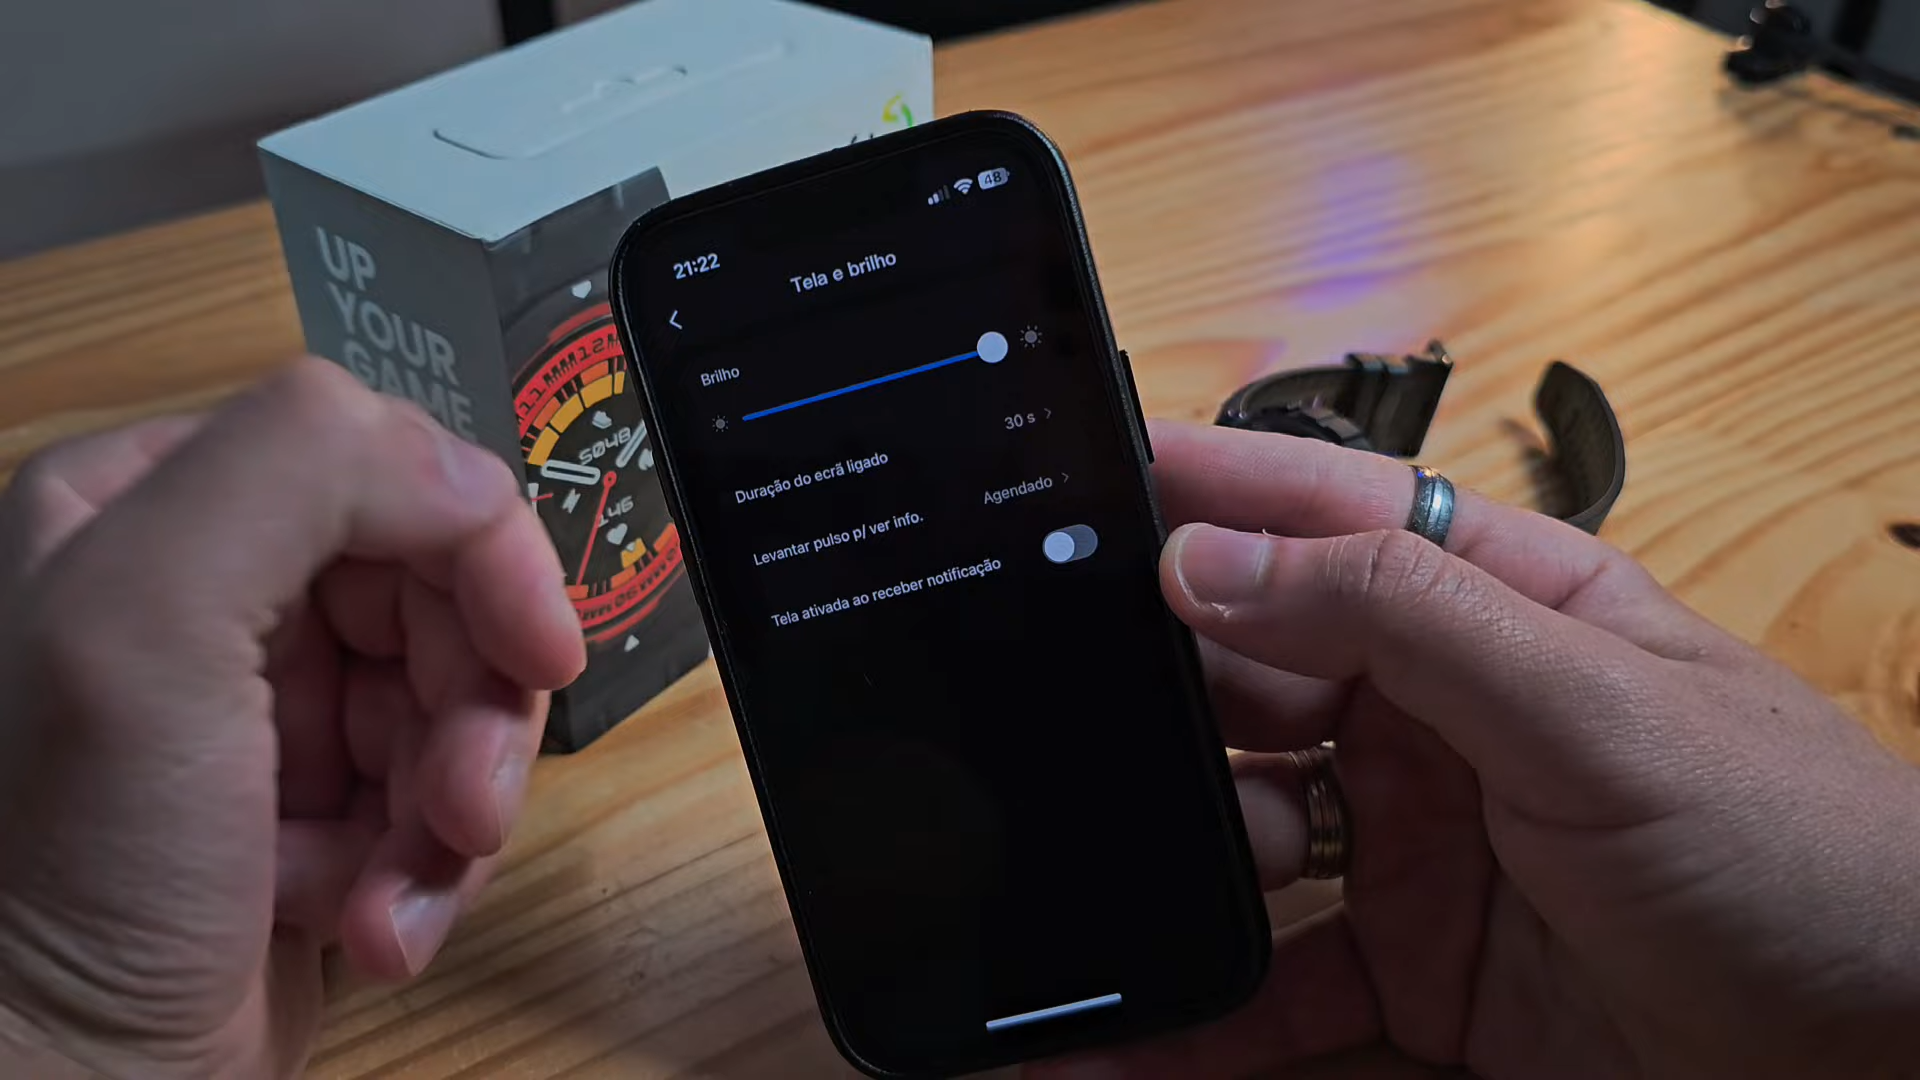 UP
YOUR
GAME
48
21:22
Tela e brilho
Brilho
Duração do ecrã ligado
30 s
Levantar pulso p/ ver info.
Agendado
Tela ativada ao receber notificação